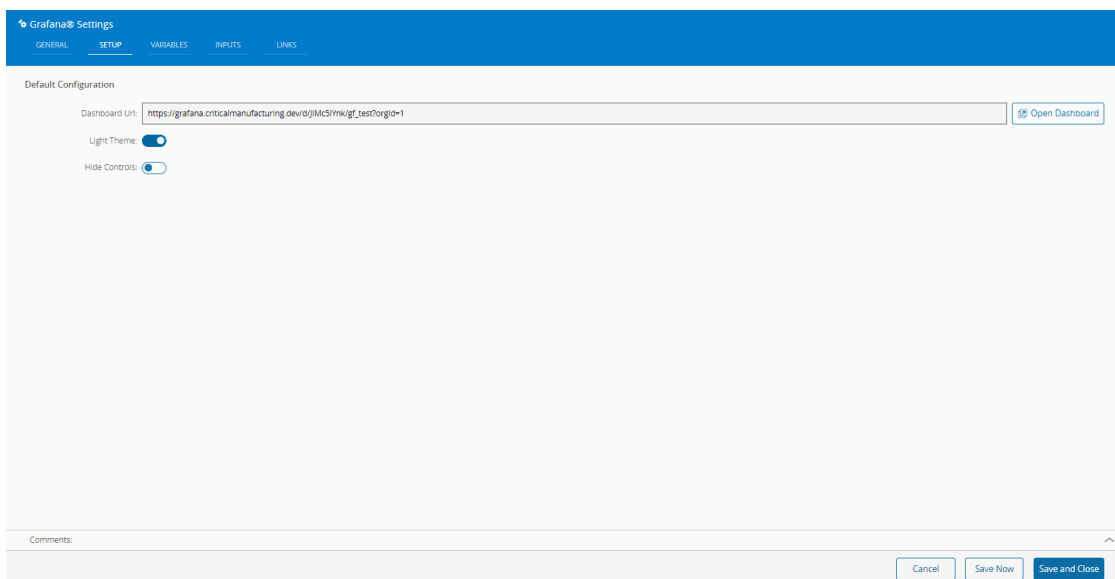 Grafana® Settings
GENERAL SETUP VARIABLES INPUTS LINKS
Default Configuration
Dashboard Url: https://grafana.criticalmanufacturing.dev/d/JlMc5lYnk/gf_test?orgId=1 Open Dashboard
Light Theme:
Hide Controls:
Comments:
Cancel Save Now Save and Close